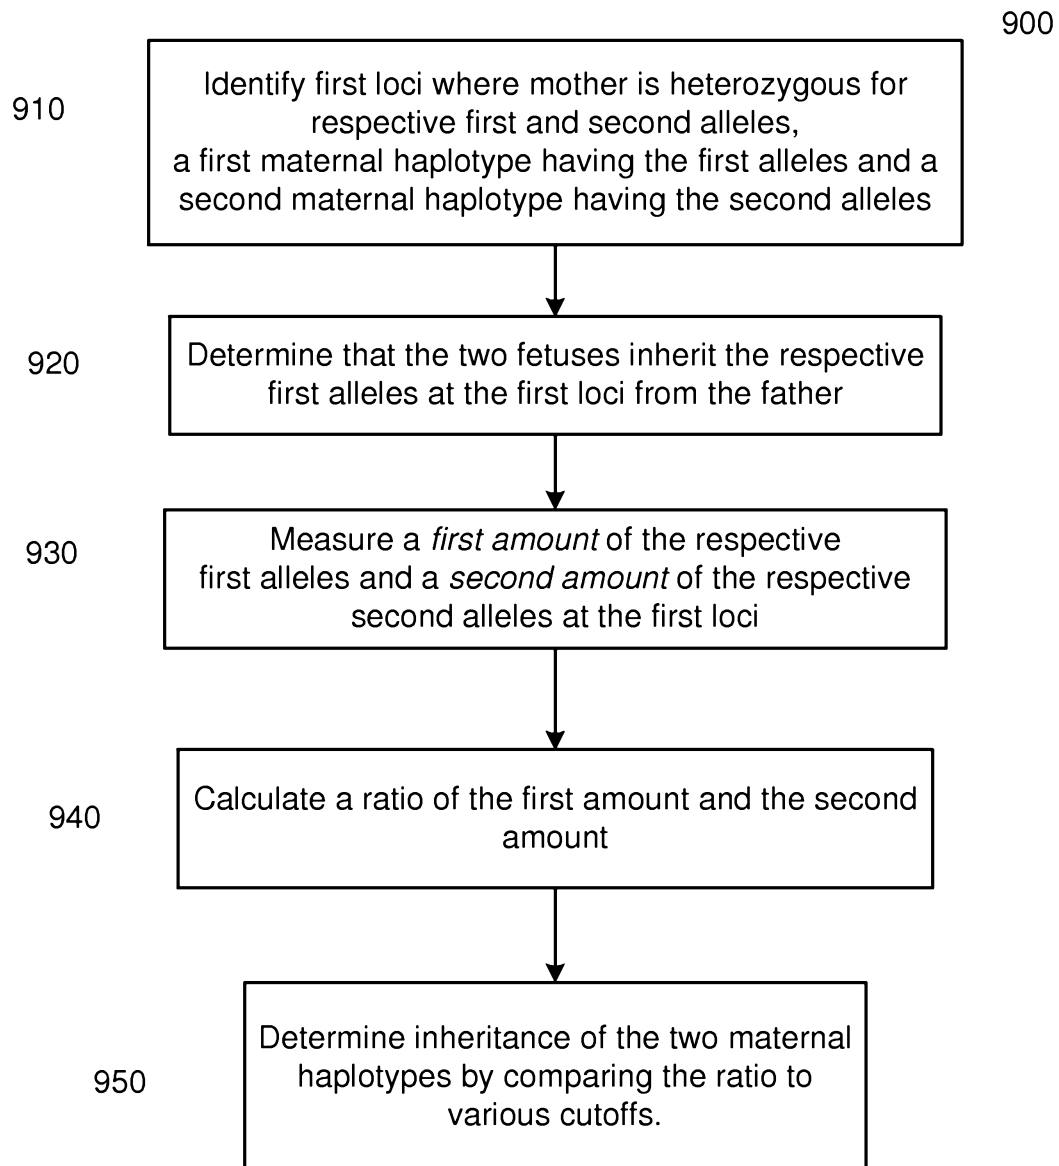 900
910
Identify first loci where mother is heterozygous for
respective first and second alleles,
a first maternal haplotype having the first alleles and a
second maternal haplotype having the second alleles
920
Determine that the two fetuses inherit the respective
first alleles at the first loci from the father
930
Measure a first amount of the respective
first alleles and a second amount of the respective
second alleles at the first loci
940
Calculate a ratio of the first amount and the second
amount
950
Determine inheritance of the two maternal
haplotypes by comparing the ratio to
various cutoffs.